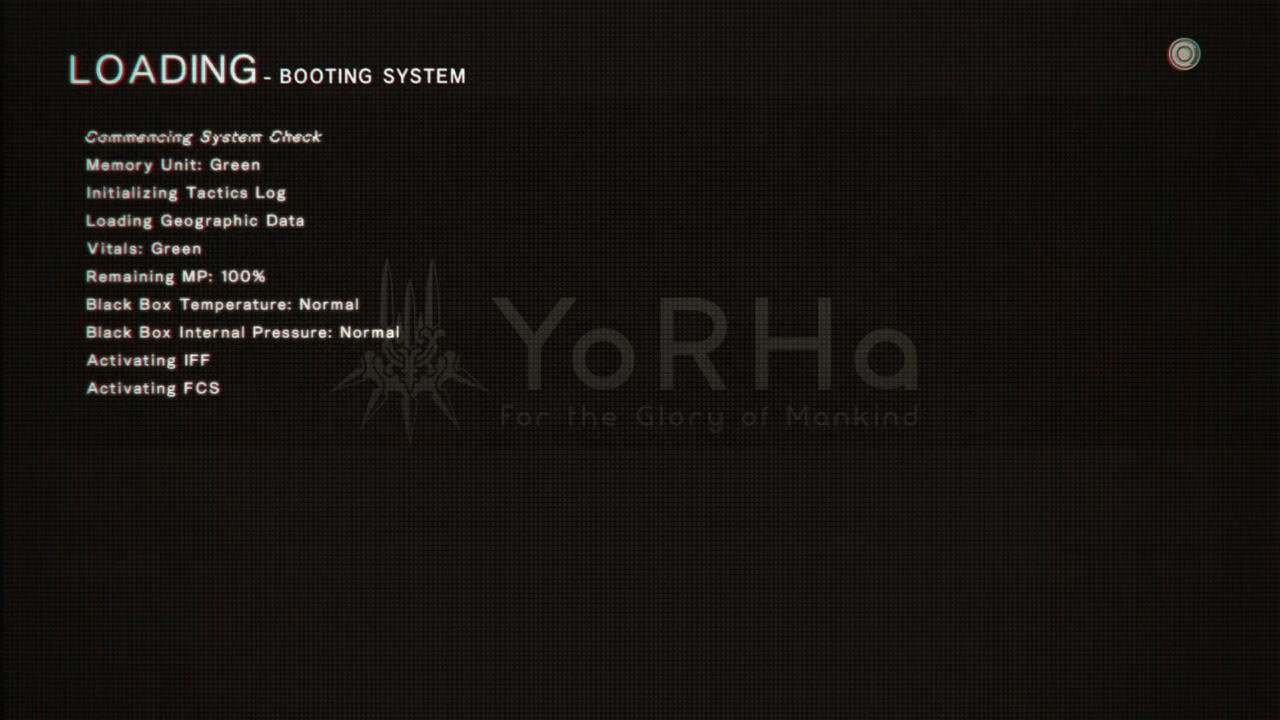 LOADING - BOOTING SYSTEM
Commencing System Check
Memory Unit: Green
Initializing Tactics Log
Loading Geographic Data
Vitals: Green
Remaining MP: 100%
Black Box Temperature: Normal
Black Box Internal Pressure: Normal
Activating IFF
Activating FCS
YoRHa
For the Glory of Mankind